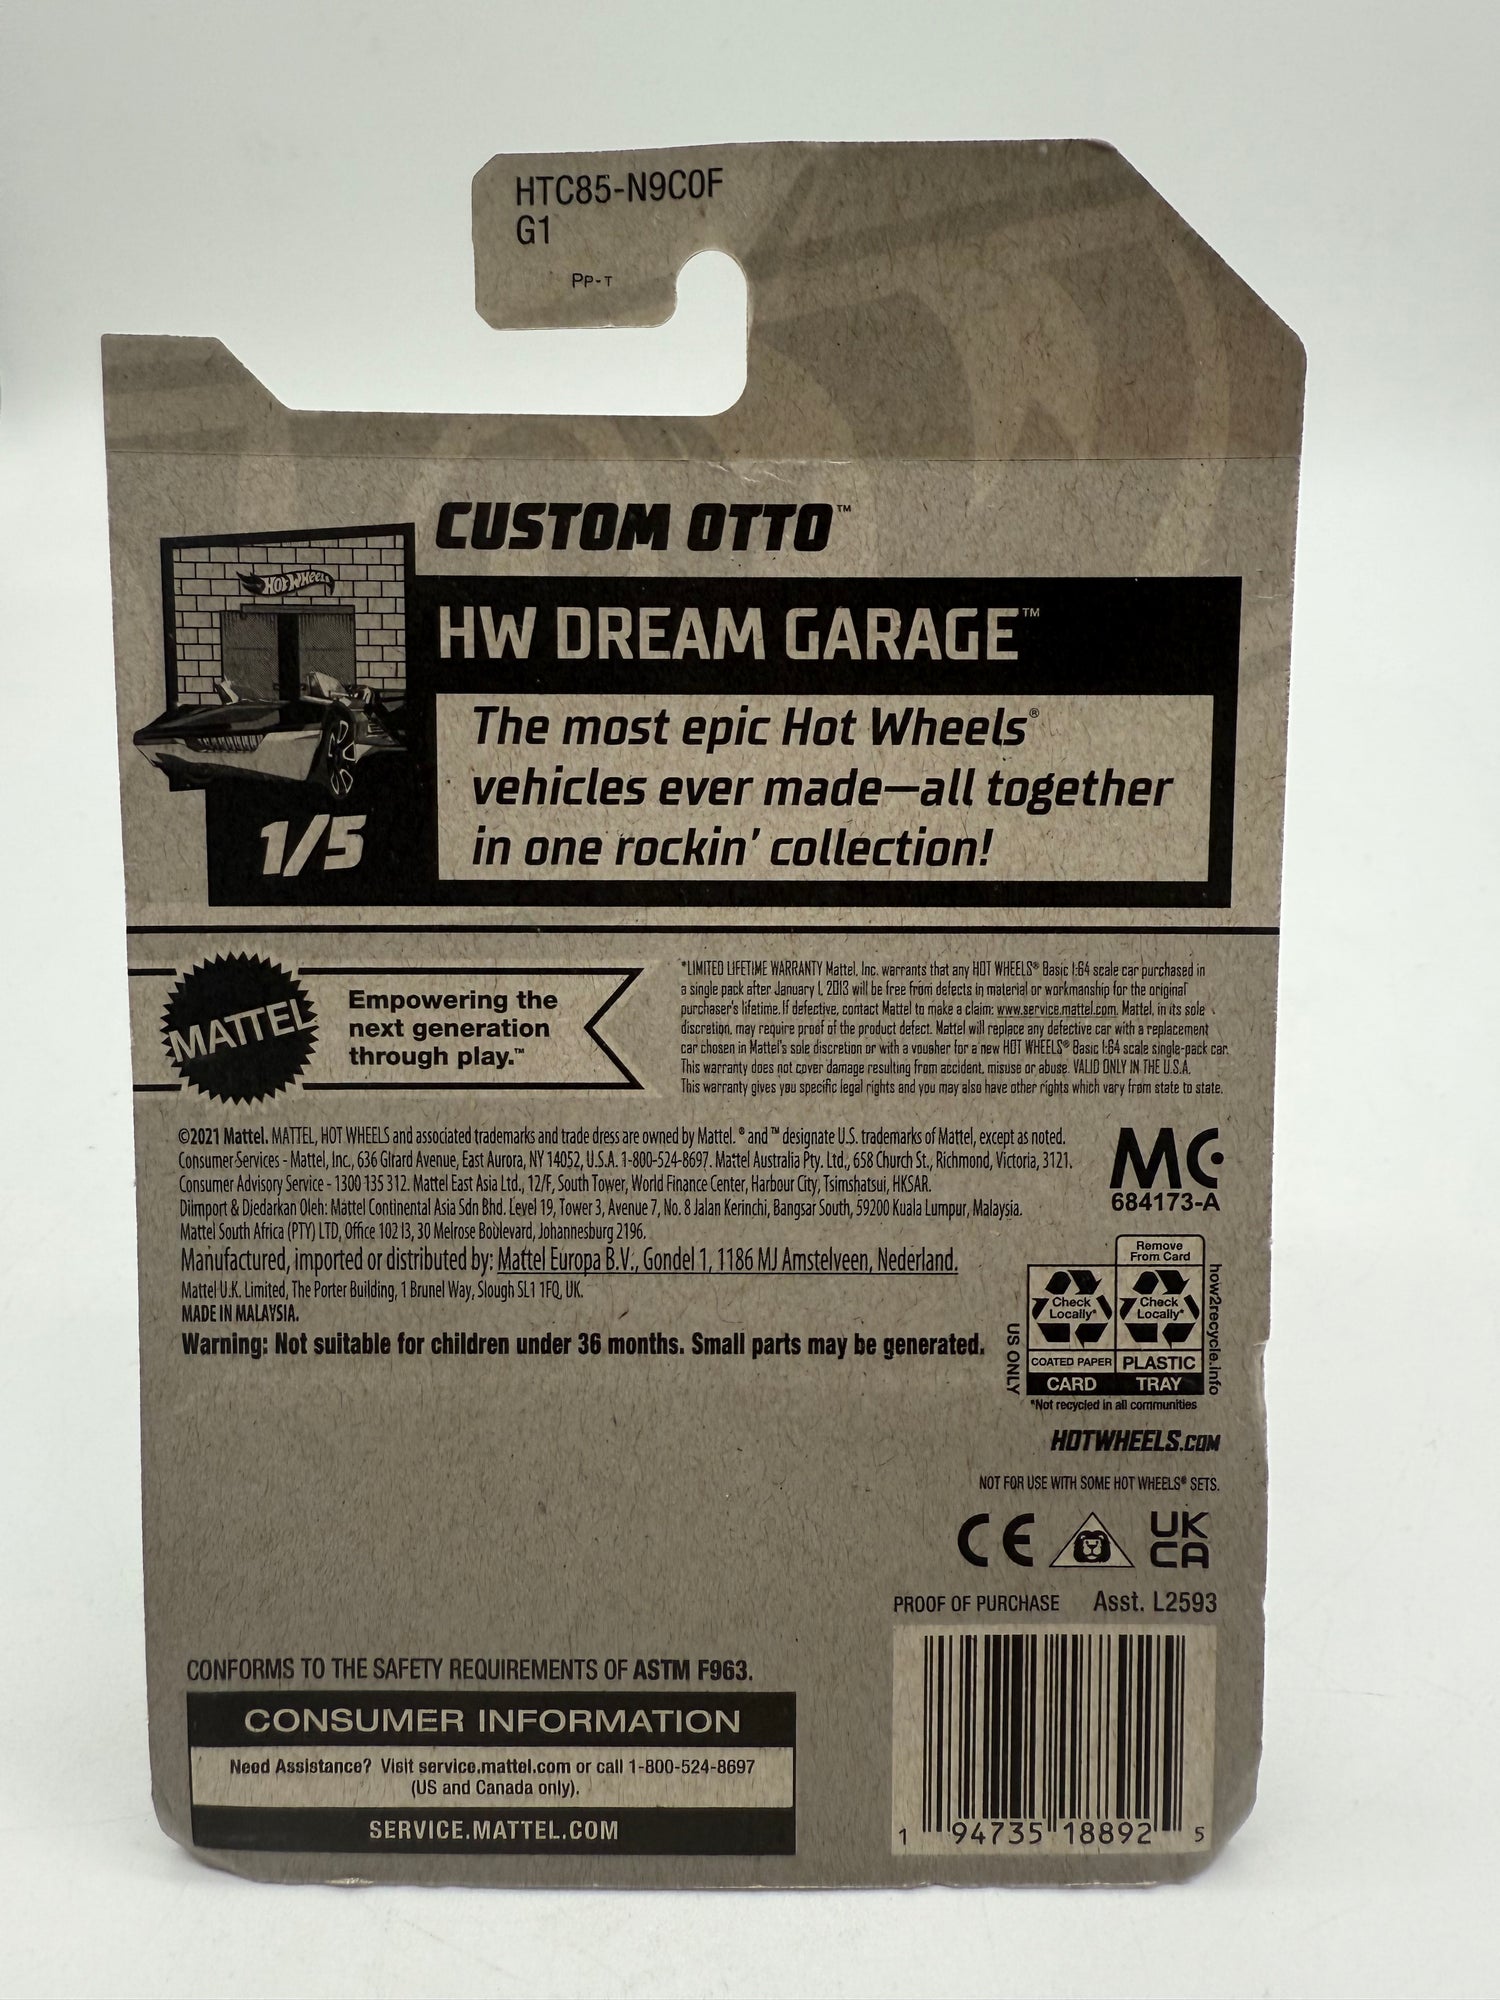 HTC85-N9C0F
G1
PP-T
CUSTOM OTTO™
HOT WHEELS
HW DREAM GARAGE™
The most epic Hot Wheels®
vehicles ever made—all together
in one rockin' collection!
1/5
MATTEL
Empowering the
next generation
through play.™
*LIMITED LIFETIME WARRANTY Mattel, Inc. warrants that any HOT WHEELS® Basic 1:64 scale car purchased in
a single pack after January 1, 2013 will be free from defects in material or workmanship for the original
purchaser's lifetime. If defective, contact Mattel to make a claim: www.service.mattel.com. Mattel, in its sole
discretion, may require proof of the product defect. Mattel will replace any defective car with a replacement
car chosen in Mattel's sole discretion or with a voucher for a new HOT WHEELS® Basic 1:64 scale single-pack car.
This warranty does not cover damage resulting from accident, misuse or abuse. VALID ONLY IN THE U.S.A.
This warranty gives you specific legal rights and you may also have other rights which vary from state to state.
©2021 Mattel. MATTEL, HOT WHEELS and associated trademarks and trade dress are owned by Mattel. ® and ™ designate U.S. trademarks of Mattel, except as noted.
Consumer Services - Mattel, Inc., 636 Girard Avenue, East Aurora, NY 14052, U.S.A. 1-800-524-8697. Mattel Australia Pty. Ltd., 658 Church St., Richmond, Victoria, 3121.
Consumer Advisory Service - 1300 135 312. Mattel East Asia Ltd., 12/F, South Tower, World Finance Center, Harbour City, Tsimshatsui, HKSAR.
Diimport & Diedarkan Oleh: Mattel Continental Asia Sdn Bhd. Level 19, Tower 3, Avenue 7, No. 8 Jalan Kerinchi, Bangsar South, 59200 Kuala Lumpur, Malaysia.
Mattel South Africa (PTY) LTD, Office 102 I3, 30 Melrose Boulevard, Johannesburg 2196.
Manufactured, imported or distributed by: Mattel Europa B.V., Gondel 1, 1186 MJ Amstelveen, Nederland.
Mattel U.K. Limited, The Porter Building, 1 Brunel Way, Slough SL1 1FQ, UK.
MADE IN MALAYSIA.
Warning: Not suitable for children under 36 months. Small parts may be generated.
MC
684173-A
Remove
From Card
Check
Locally*
Check
Locally*
COATED PAPER
PLASTIC
CARD
TRAY
US ONLY
how2recycle.info
*Not recycled in all communities
HOTWHEELS.COM
NOT FOR USE WITH SOME HOT WHEELS® SETS.
CE
UK
CA
PROOF OF PURCHASE Asst. L2593
1 94735 18892 5
CONFORMS TO THE SAFETY REQUIREMENTS OF ASTM F963.
CONSUMER INFORMATION
Need Assistance? Visit service.mattel.com or call 1-800-524-8697
(US and Canada only).
SERVICE.MATTEL.COM